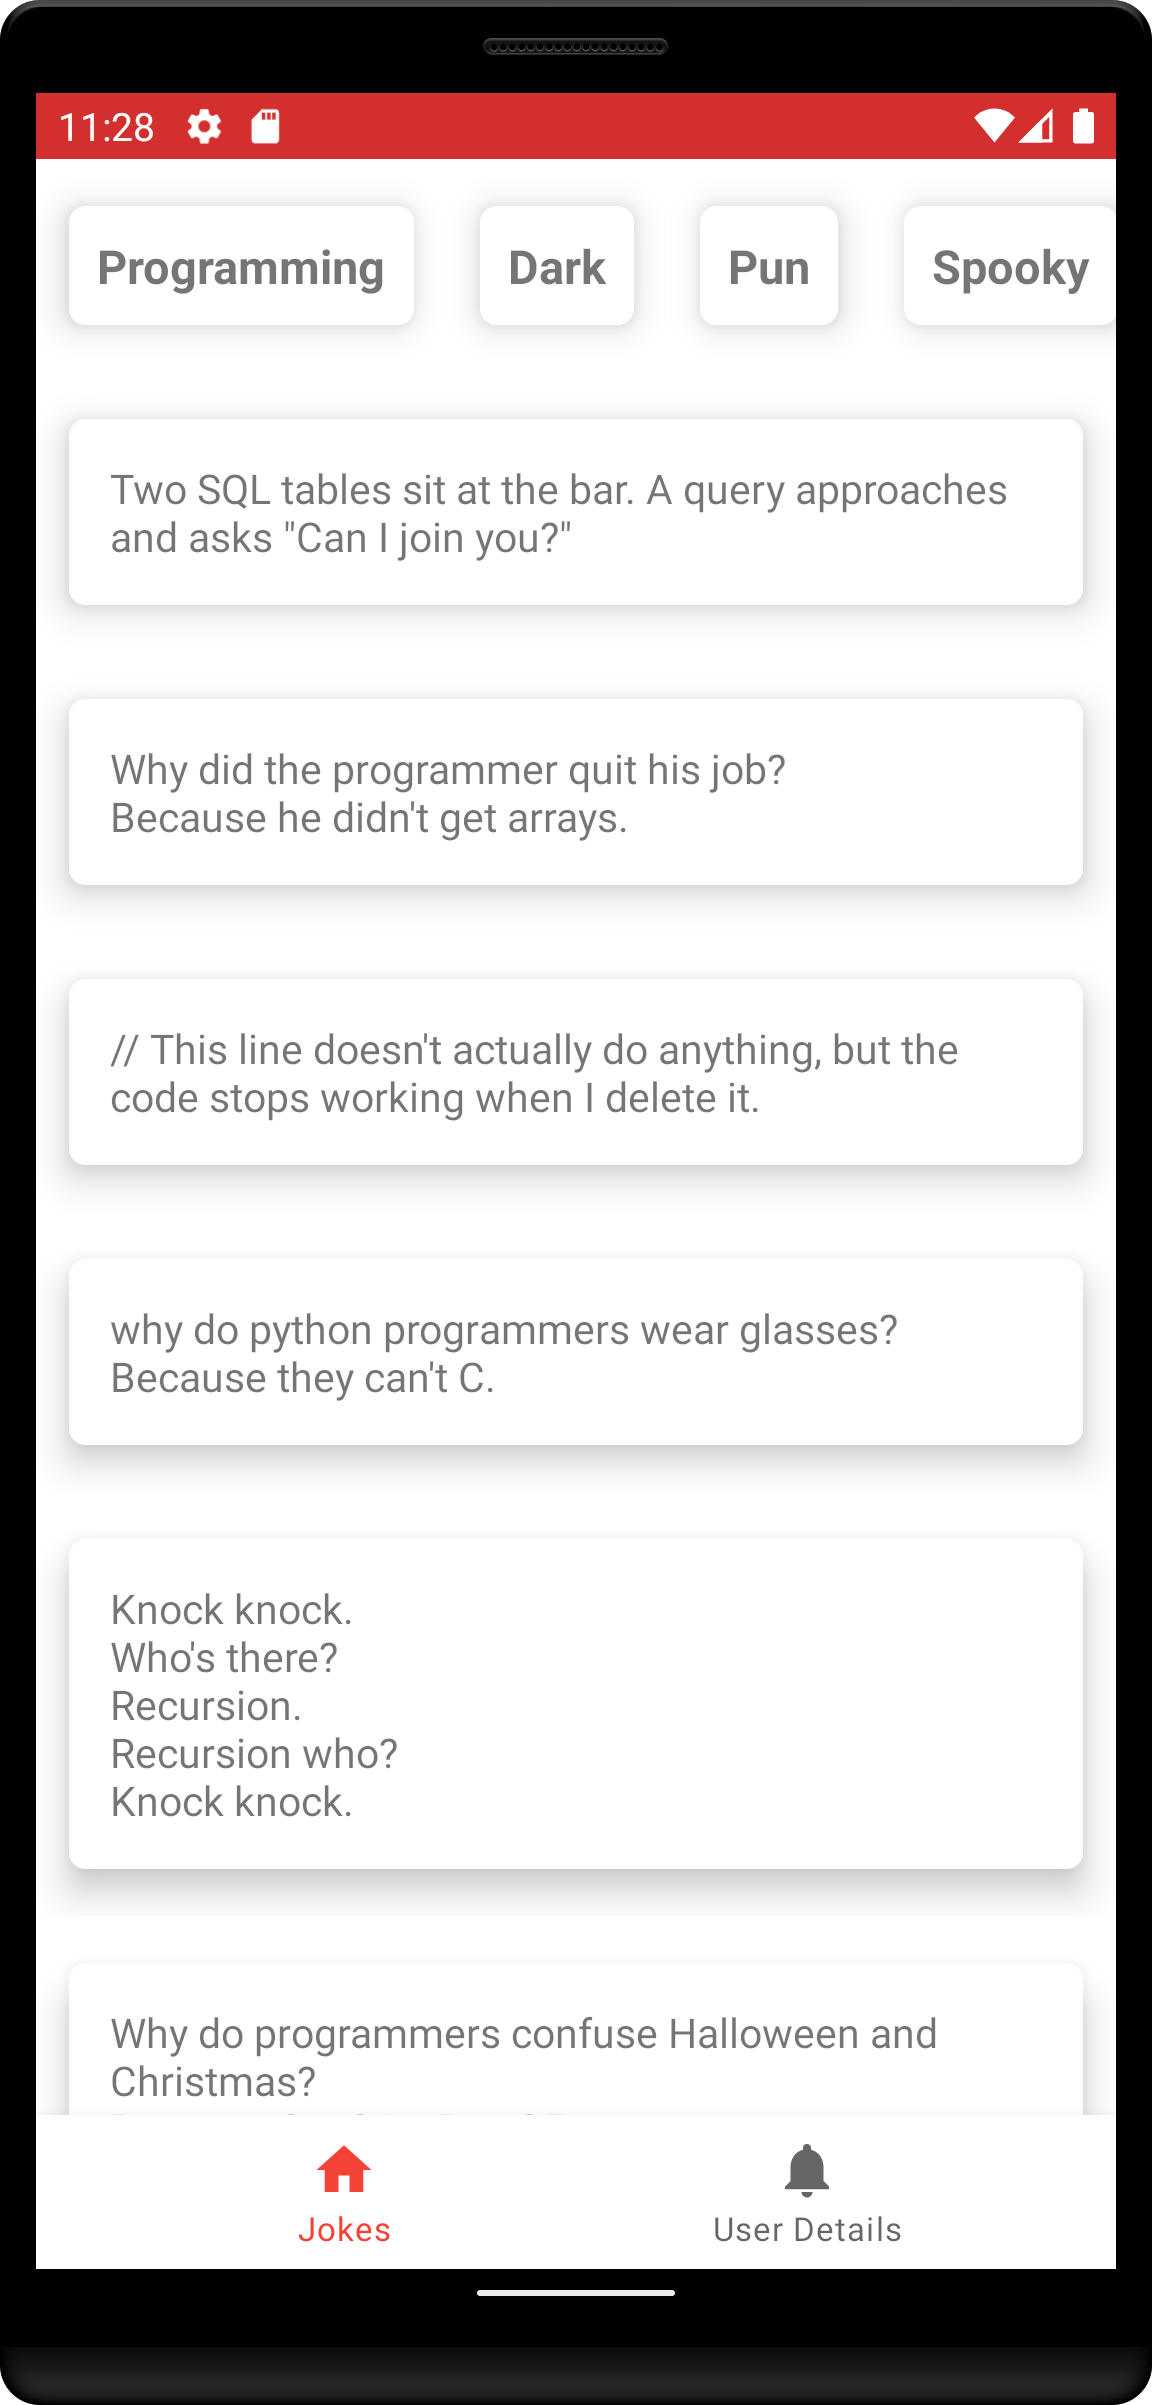 11:28
Programming
Dark
Pun
Spooky
Two SQL tables sit at the bar. A query approaches
and asks "Can I join you?"
Why did the programmer quit his job?
Because he didn't get arrays.
// This line doesn't actually do anything, but the
code stops working when I delete it.
why do python programmers wear glasses?
Because they can't C.
Knock knock.
Who's there?
Recursion.
Recursion who?
Knock knock.
Why do programmers confuse Halloween and
Christmas?
Jokes
User Details